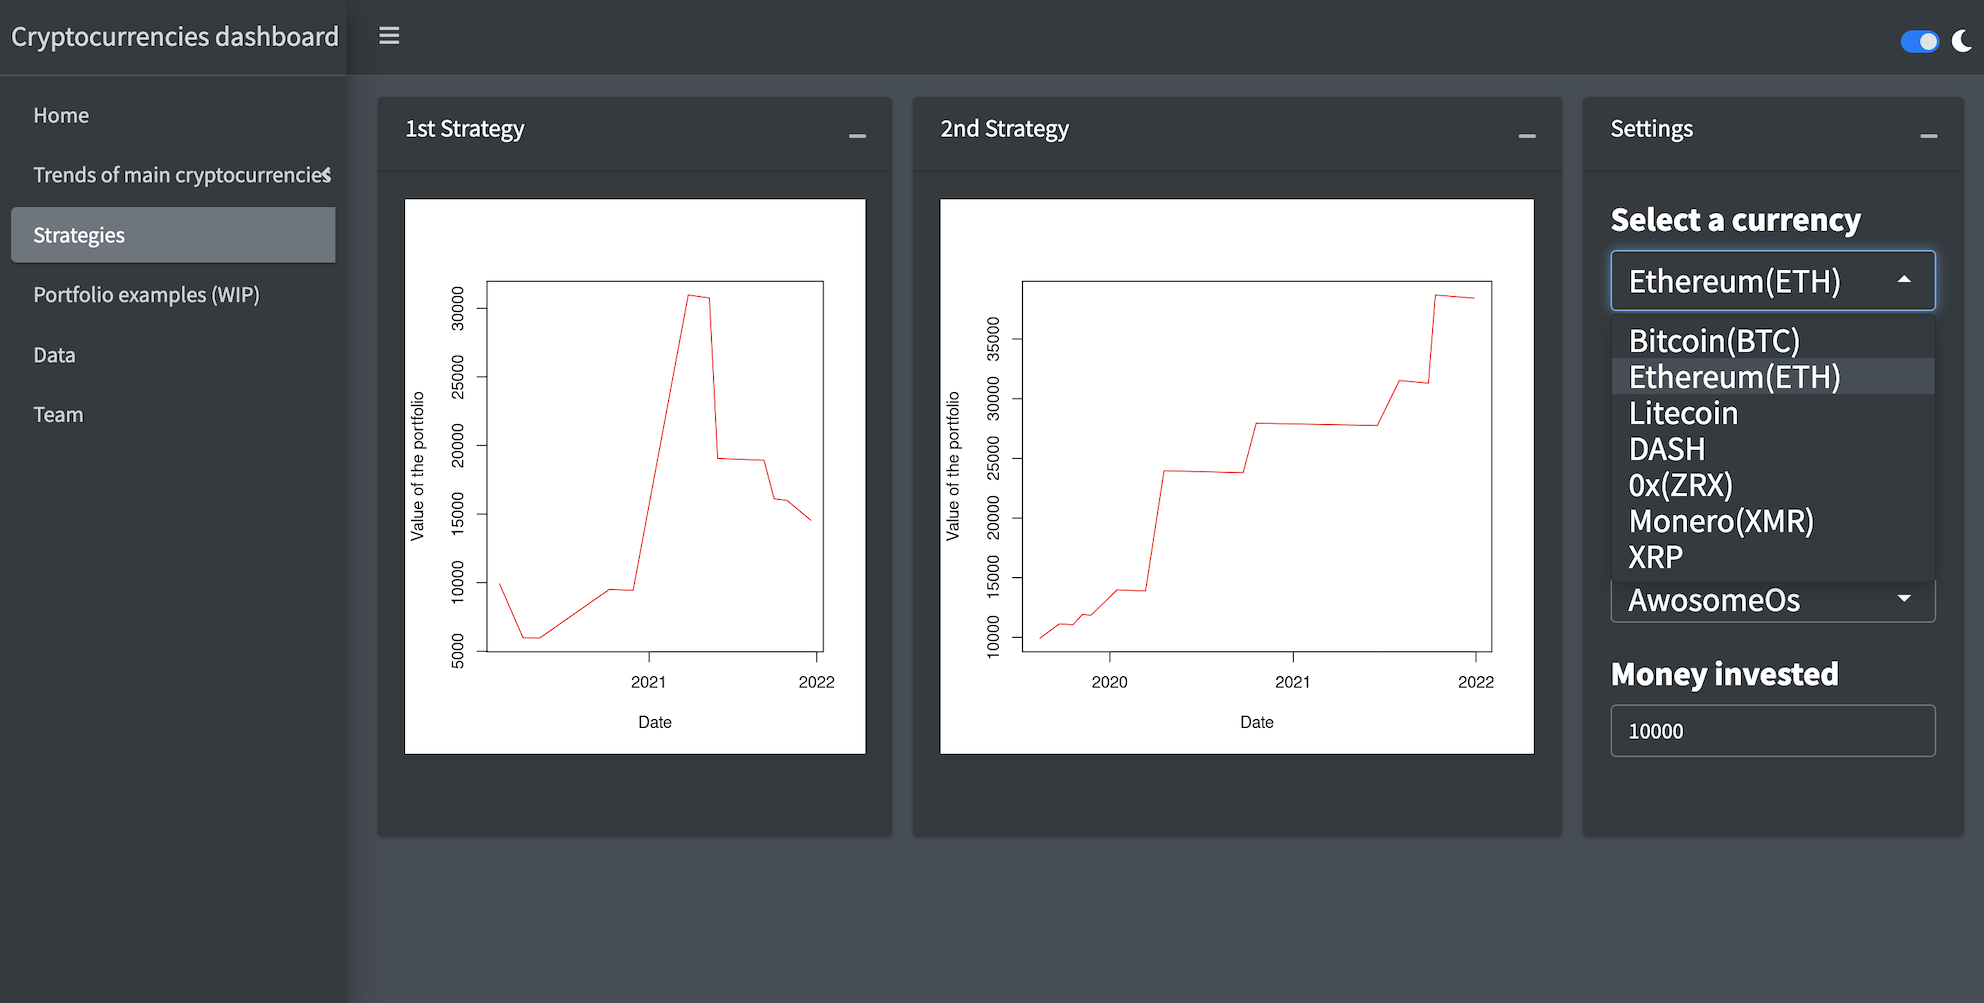 Cryptocurrencies dashboard
Home
Trends of main cryptocurrencies
Strategies
Portfolio examples (WIP)
Data
Team
1st Strategy
Value of the portfolio
30000
25000
20000
15000
10000
5000
2021 2022
Date
2nd Strategy
Value of the portfolio
35000
30000
25000
20000
15000
10000
2020 2021 2022
Date
Settings
Select a currency
Ethereum(ETH)
Bitcoin(BTC)
Ethereum(ETH)
Litecoin
DASH
0x(ZRX)
Monero(XMR)
XRP
AwosomeOs
Money invested
10000